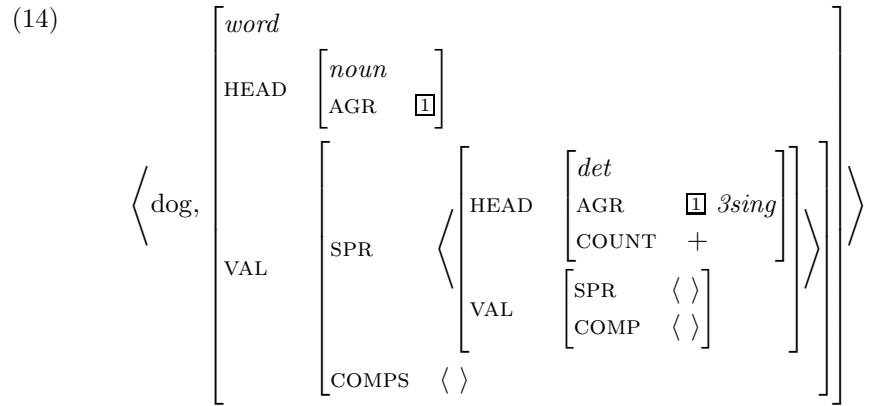 (14)
word
HEAD noun
AGR 1
⟨ dog,
det
HEAD AGR 1 3sing
COUNT +
VAL SPR ⟨
VAL SPR ⟨ ⟩
COMP ⟨ ⟩ ⟩ ⟩
COMPS ⟨ ⟩